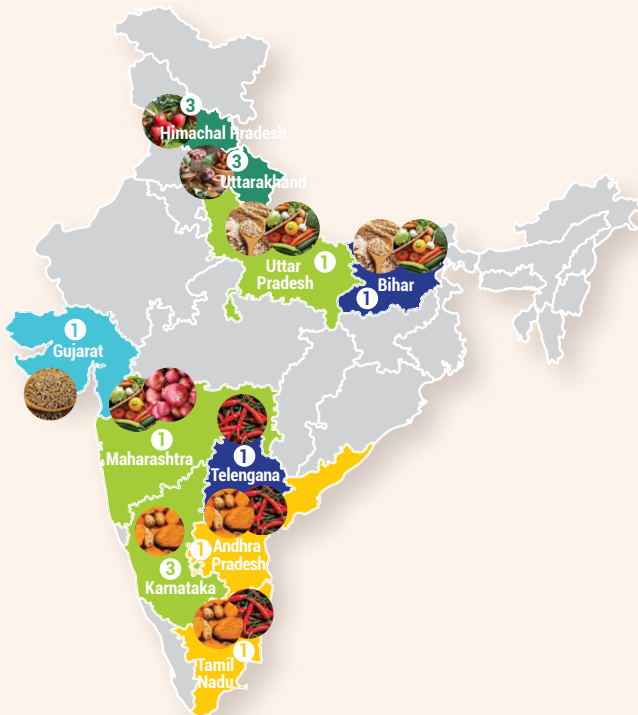 3
Himachal Pradesh
3
Uttarakhand
Uttar
Pradesh
1
Bihar
1
1
Gujarat
1
Maharashtra
1
Telengana
1
Andhra
Pradesh
3
Karnataka
1
Tamil
Nadu